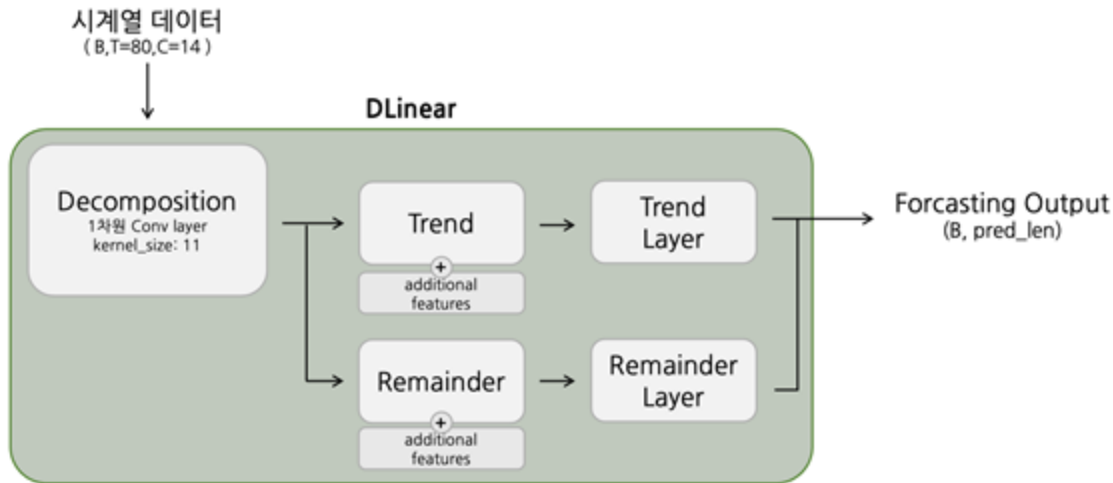 시계열 데이터
( B,T=80,C=14 )
DLinear
Decomposition
1차원 Conv layer
kernel_size: 11
Trend
+
additional
features
Trend
Layer
Remainder
+
additional
features
Remainder
Layer
Forcasting Output
(B, pred_len)